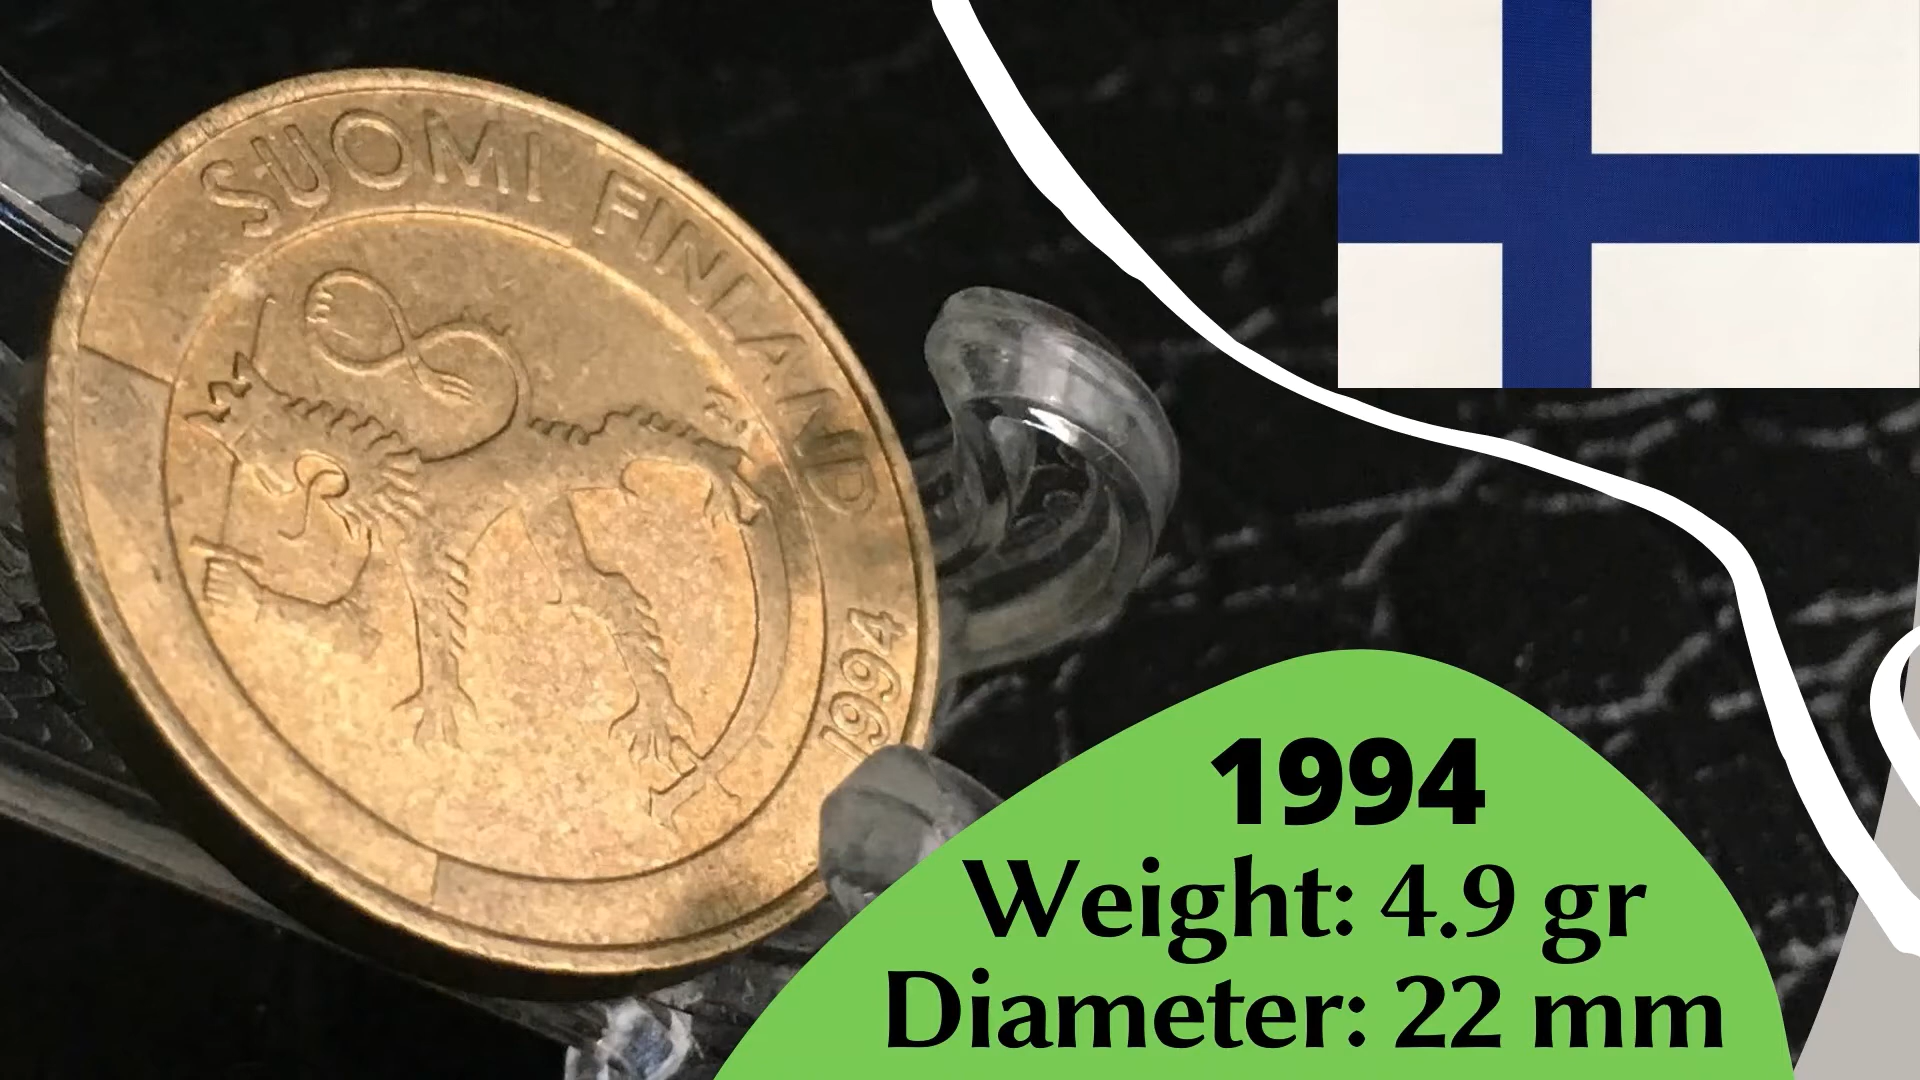 SUOMI FINLAND
1994
1994
Weight: 4.9 gr
Diameter: 22 mm